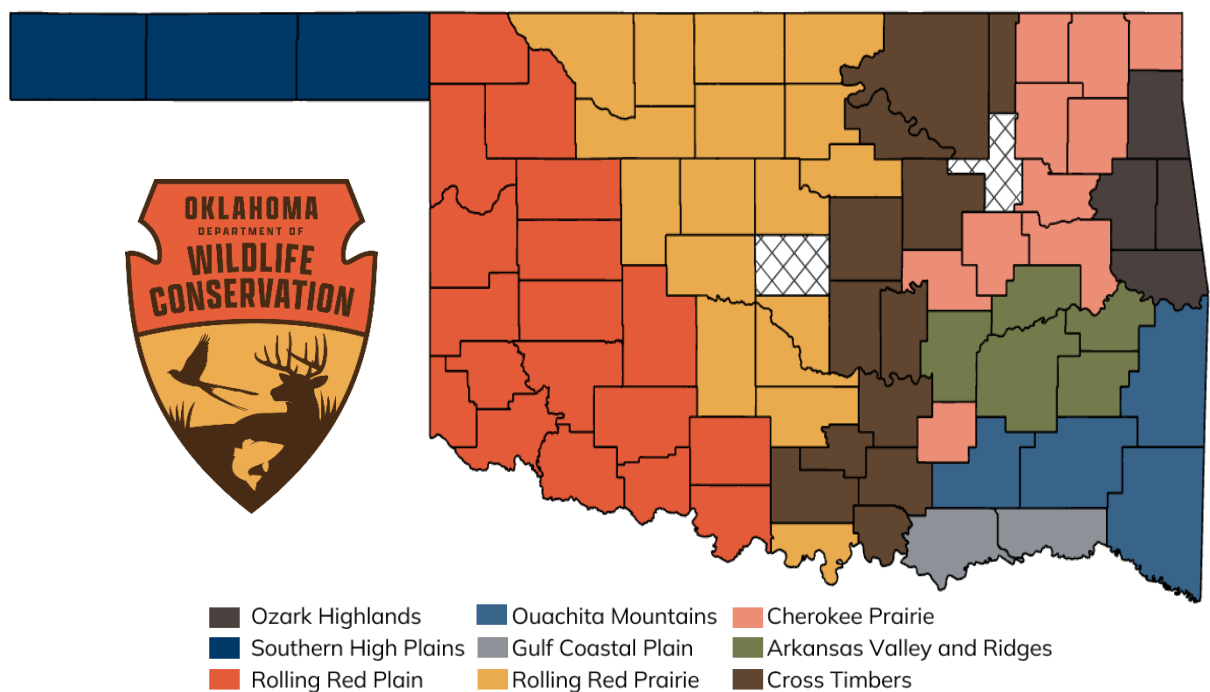 OKLAHOMA
DEPARTMENT OF
WILDLIFE
CONSERVATION
Ozark Highlands
Southern High Plains
Rolling Red Plain
Ouachita Mountains
Gulf Coastal Plain
Rolling Red Prairie
Cherokee Prairie
Arkansas Valley and Ridges
Cross Timbers